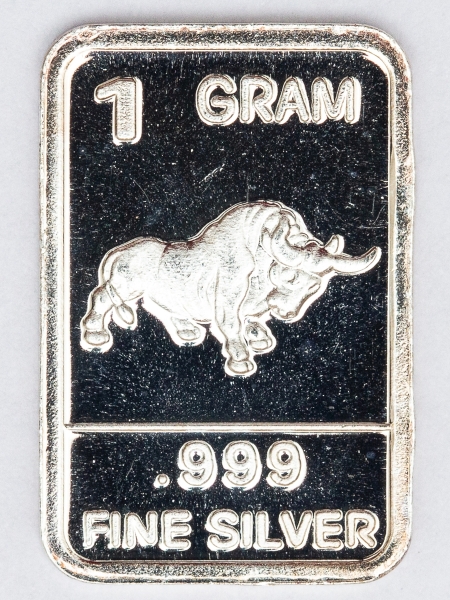 1 GRAM
.999
FINE SILVER